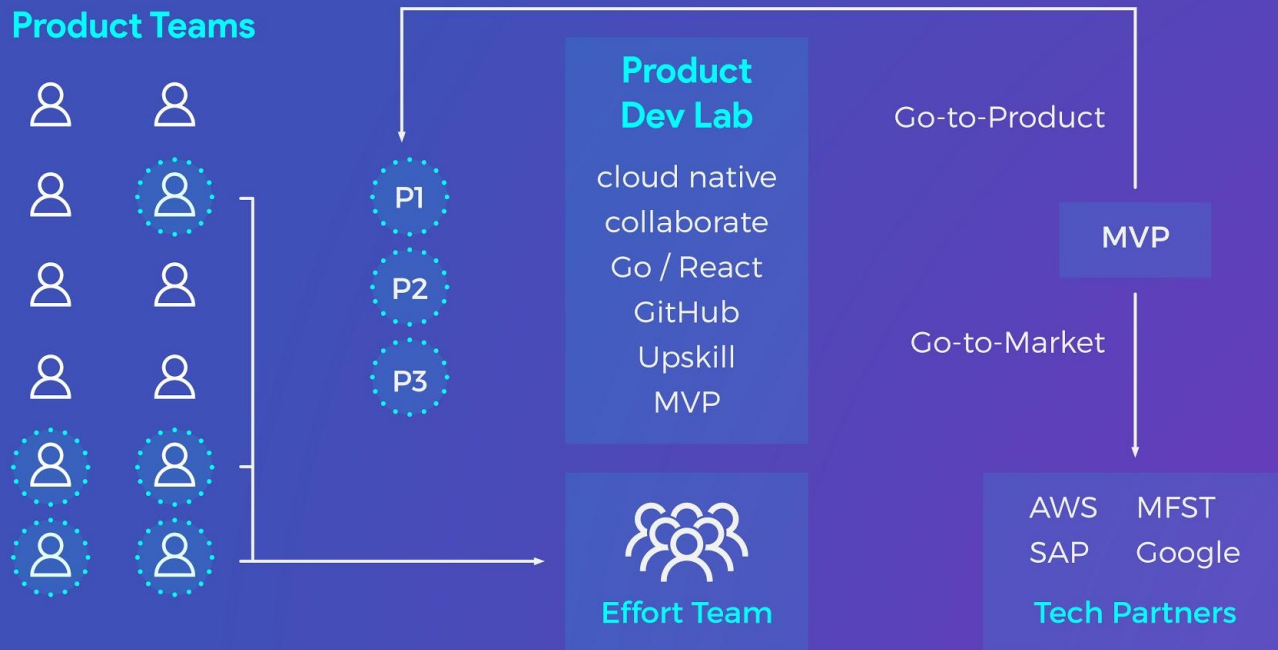 Product Teams
P1
P2
P3
Product
Dev Lab
cloud native
collaborate
Go / React
GitHub
Upskill
MVP
Effort Team
Go-to-Product
MVP
Go-to-Market
AWS MFST
SAP Google
Tech Partners